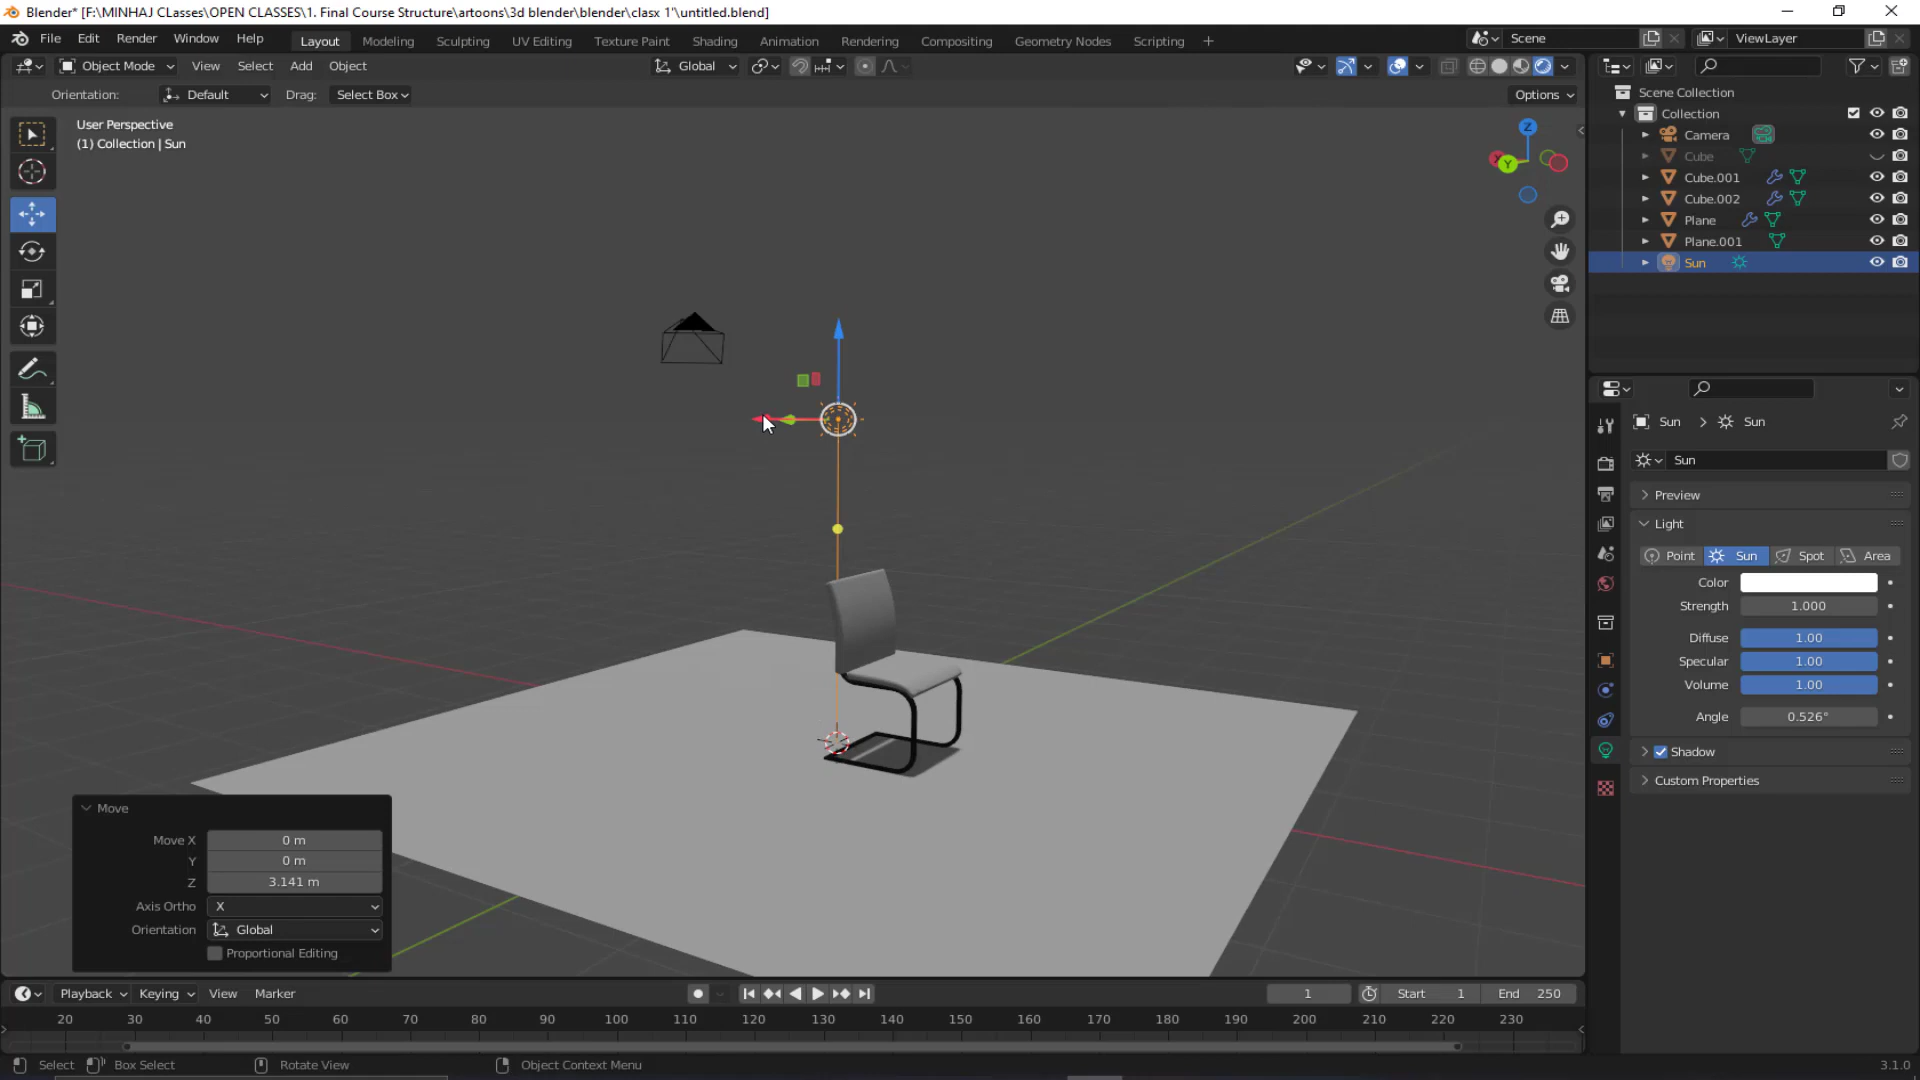 Blender* [F:\MINHAJ CLasses\OPEN CLASSES\1. Final Course Structure\artoons\3d blender\blender\clasx 1'\untitled.blend]
File Edit Render Window Help
Layout Modeling Sculpting UV Editing Texture Paint Shading Animation Rendering Compositing Geometry Nodes Scripting +
Scene
ViewLayer
Object Mode View Select Add Object
Global
Orientation: Default Drag: Select Box
Options
User Perspective
(1) Collection | Sun
Z
X
Y
Scene Collection
Collection
Camera
Cube
Cube.001
Cube.002
Plane
Plane.001
Sun
Sun > Sun
Sun
Preview
Light
Point Sun Spot Area
Color
Strength 1.000
Diffuse 1.00
Specular 1.00
Volume 1.00
Angle 0.526°
Shadow
Custom Properties
Move
Move X 0 m
Y 0 m
Z 3.141 m
Axis Ortho X
Orientation Global
Proportional Editing
Playback Keying View Marker
1
Start 1
End 250
20 30 40 50 60 70 80 90 100 110 120 130 140 150 160 170 180 190 200 210 220 230
Select Box Select Rotate View Object Context Menu
3.1.0